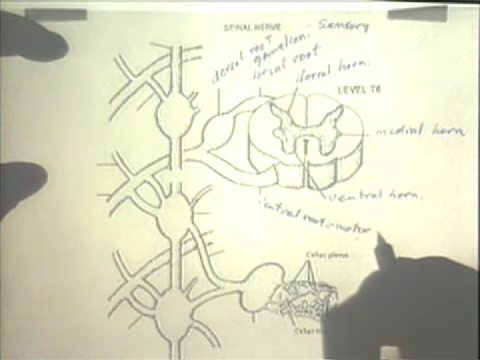 SPINAL NERVE - Sensory
dorsal root
ganglion.
dorsal root
dorsal horn.
LEVEL T6
medial horn
ventral horn.
ventral root motor
Celiac plexus
Celiac